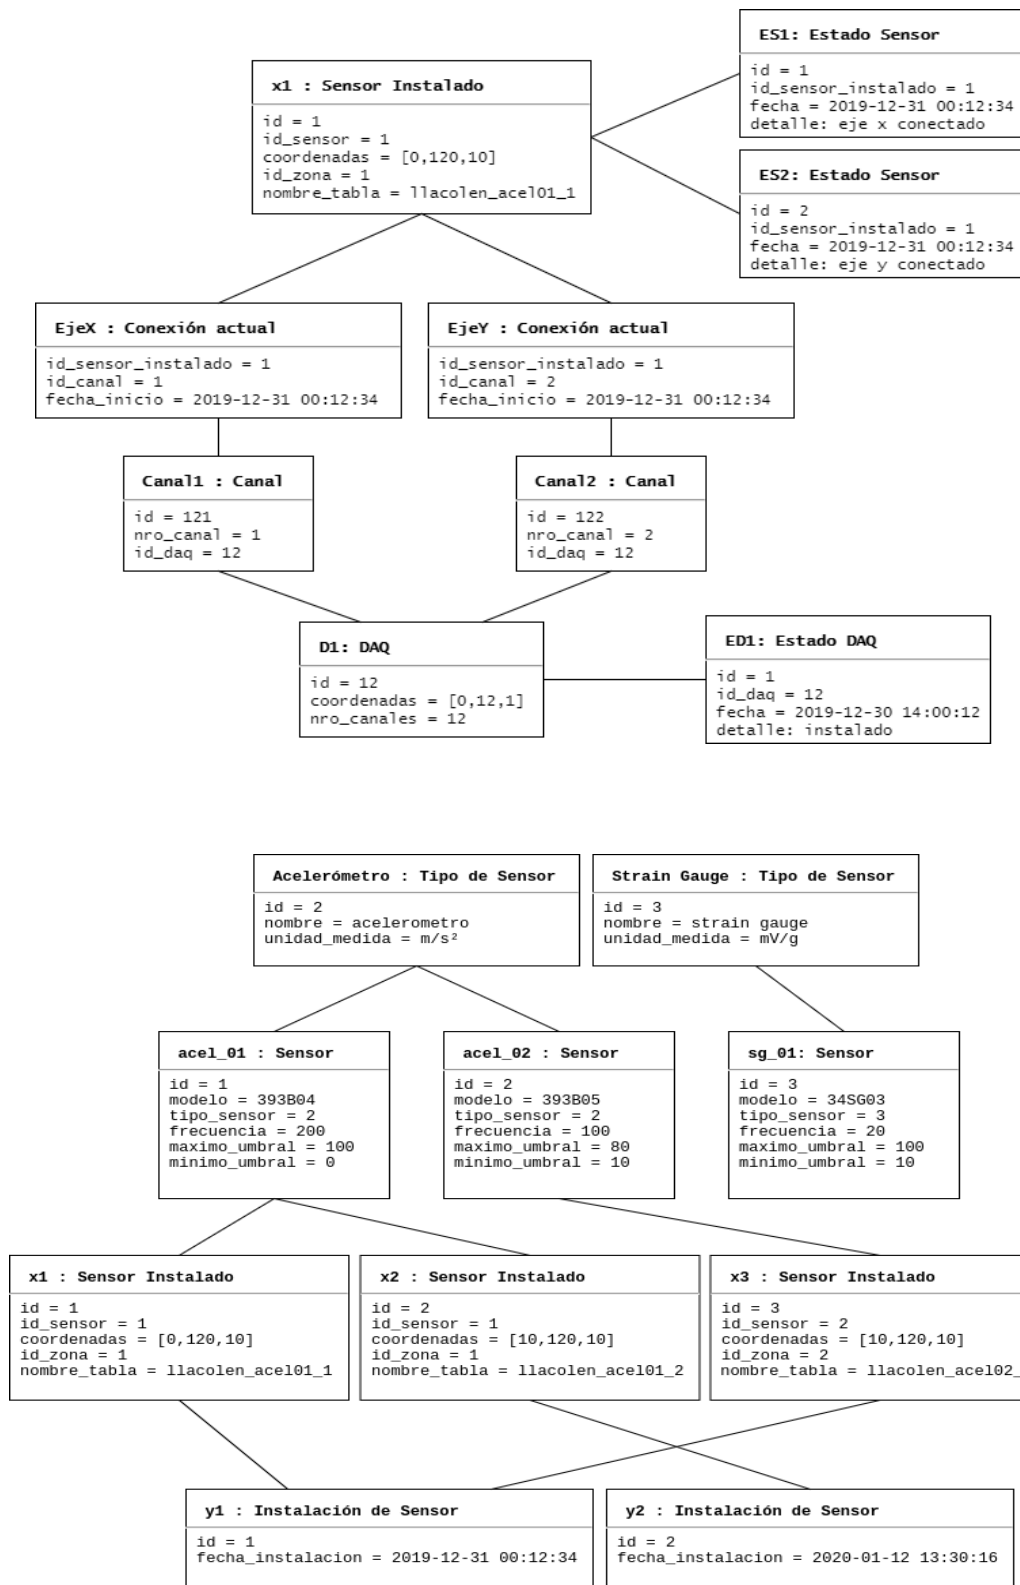 ES1: Estado Sensor
id = 1
id_sensor_instalado = 1
fecha = 2019-12-31 00:12:34
detalle: eje x conectado
x1 : Sensor Instalado
id = 1
id_sensor = 1
coordenadas = [0,120,10]
id_zona = 1
nombre_tabla = llacolen_acel01_1
ES2: Estado Sensor
id = 2
id_sensor_instalado = 1
fecha = 2019-12-31 00:12:34
detalle: eje y conectado
EjeX : Conexión actual
id_sensor_instalado = 1
id_canal = 1
fecha_inicio = 2019-12-31 00:12:34
EjeY : Conexión actual
id_sensor_instalado = 1
id_canal = 2
fecha_inicio = 2019-12-31 00:12:34
Canal1 : Canal
id = 121
nro_canal = 1
id_daq = 12
Canal2 : Canal
id = 122
nro_canal = 2
id_daq = 12
D1: DAQ
id = 12
coordenadas = [0,12,1]
nro_canales = 12
ED1: Estado DAQ
id = 1
id_daq = 12
fecha = 2019-12-30 14:00:12
detalle: instalado
Acelerómetro : Tipo de Sensor
id = 2
nombre = acelerometro
unidad_medida = m/s²
Strain Gauge : Tipo de Sensor
id = 3
nombre = strain gauge
unidad_medida = mV/g
acel_01 : Sensor
id = 1
modelo = 393B04
tipo_sensor = 2
frecuencia = 200
maximo_umbral = 100
minimo_umbral = 0
acel_02 : Sensor
id = 2
modelo = 393B05
tipo_sensor = 2
frecuencia = 100
maximo_umbral = 80
minimo_umbral = 10
sg_01: Sensor
id = 3
modelo = 34SG03
tipo_sensor = 3
frecuencia = 20
maximo_umbral = 100
minimo_umbral = 10
x1 : Sensor Instalado
id = 1
id_sensor = 1
coordenadas = [0,120,10]
id_zona = 1
nombre_tabla = llacolen_acel01_1
x2 : Sensor Instalado
id = 2
id_sensor = 1
coordenadas = [10,120,10]
id_zona = 1
nombre_tabla = llacolen_acel01_2
x3 : Sensor Instalado
id = 3
id_sensor = 2
coordenadas = [10,120,10]
id_zona = 2
nombre_tabla = llacolen_acel02_
y1 : Instalación de Sensor
id = 1
fecha_instalacion = 2019-12-31 00:12:34
y2 : Instalación de Sensor
id = 2
fecha_instalacion = 2020-01-12 13:30:16